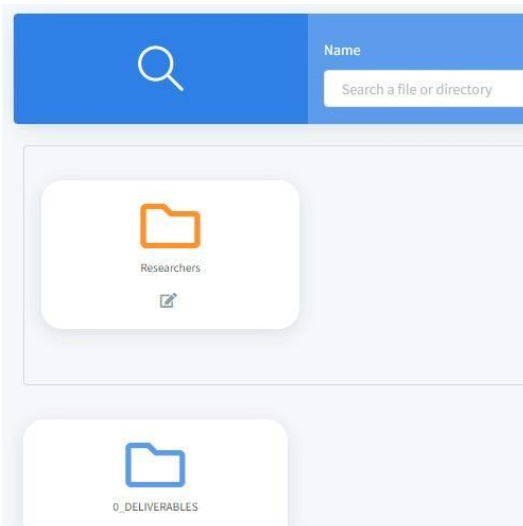 Name
Search a file or directory
Researchers
0_DELIVERABLES